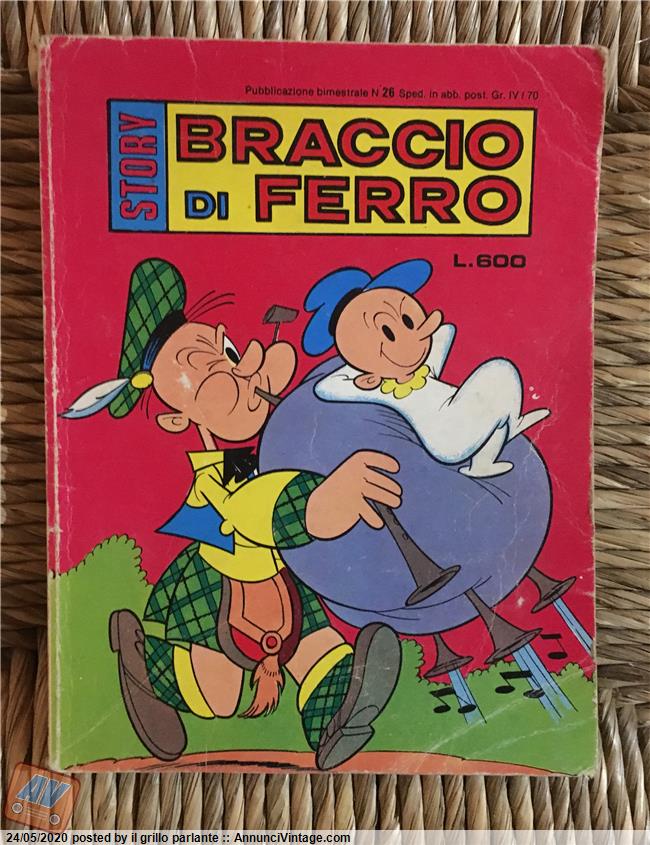 Pubblicazione bimestrale N°26 Sped. in abb. post. Gr. IV / 70
STORY
BRACCIO
DI FERRO
L.600
AV
24/05/2020 posted by il grillo parlante :: AnnunciVintage.com